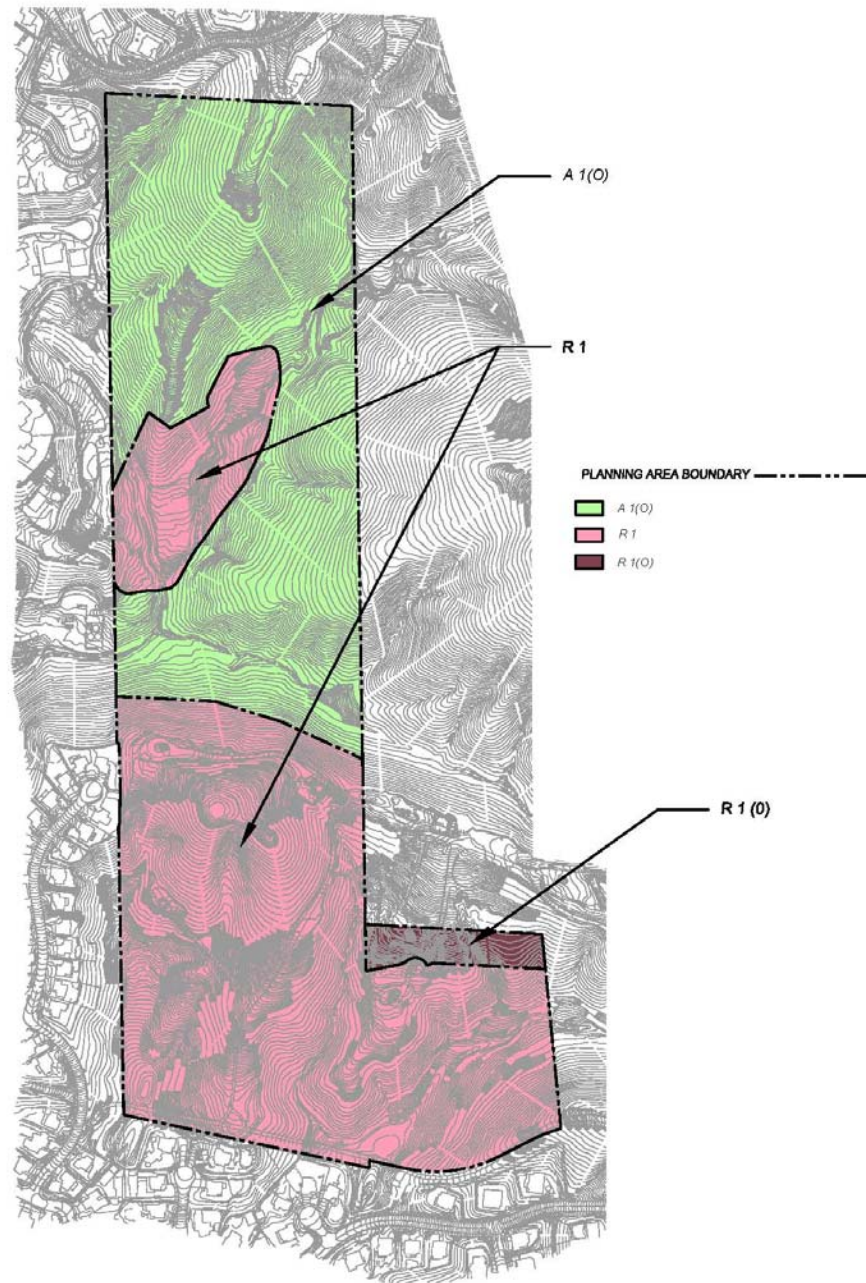 A 1(O)
R 1
PLANNING AREA BOUNDARY
A 1(O)
R 1
R 1(O)
R 1 (0)